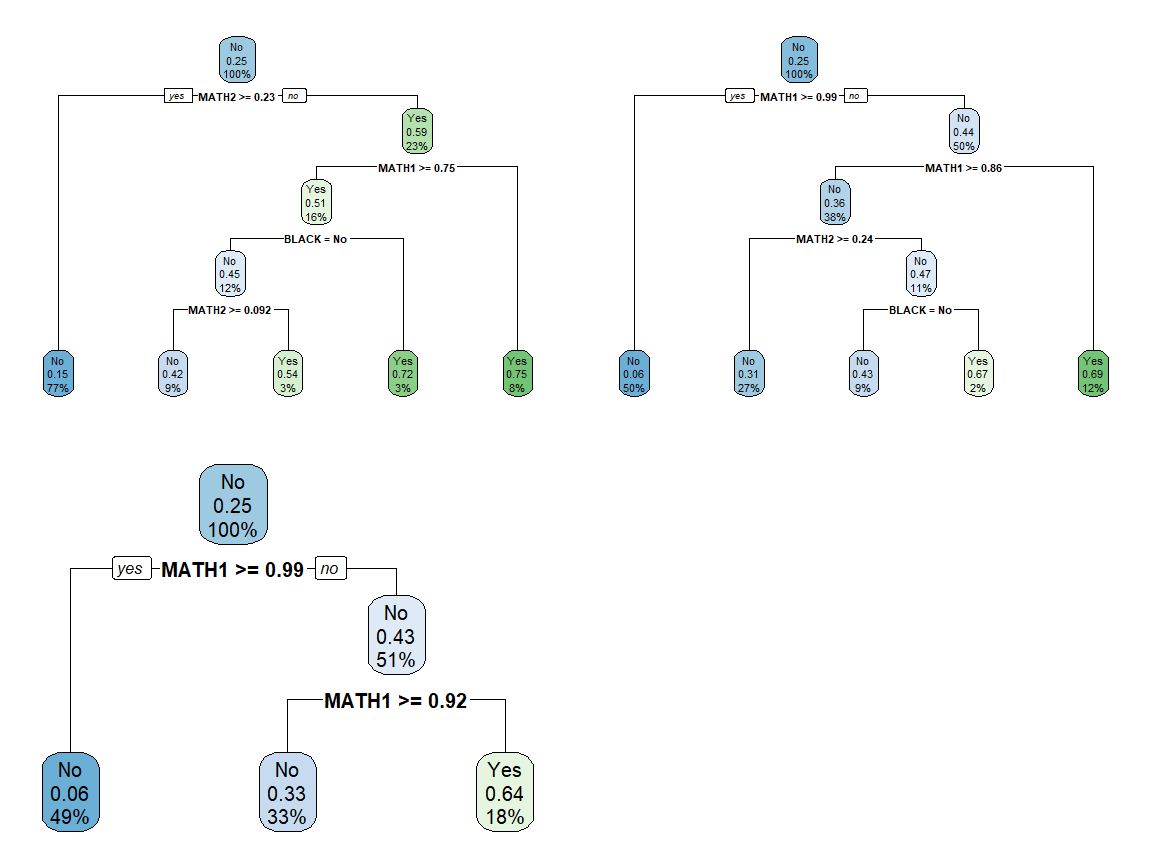 No
0.25
100%
yes MATH2 >= 0.23 no
Yes
0.59
23%
MATH1 >= 0.75
Yes
0.51
16%
BLACK = No
No
0.45
12%
MATH2 >= 0.092
No
0.15
77%
No
0.42
9%
Yes
0.54
3%
Yes
0.72
3%
Yes
0.75
8%
No
0.25
100%
yes MATH1 >= 0.99 no
No
0.44
50%
MATH1 >= 0.86
No
0.36
38%
MATH2 >= 0.24
No
0.47
11%
BLACK = No
No
0.06
50%
No
0.31
27%
No
0.43
9%
Yes
0.67
2%
Yes
0.69
12%
No
0.25
100%
yes MATH1 >= 0.99 no
No
0.43
51%
MATH1 >= 0.92
No
0.06
49%
No
0.33
33%
Yes
0.64
18%